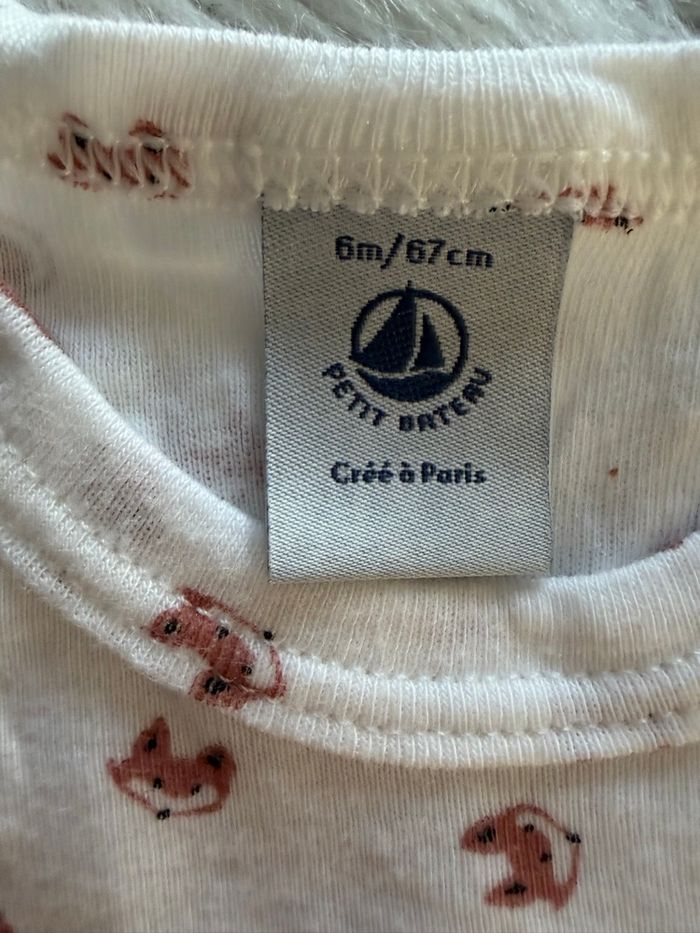 6m/67cm
PETIT BATEAU
Créé à Paris